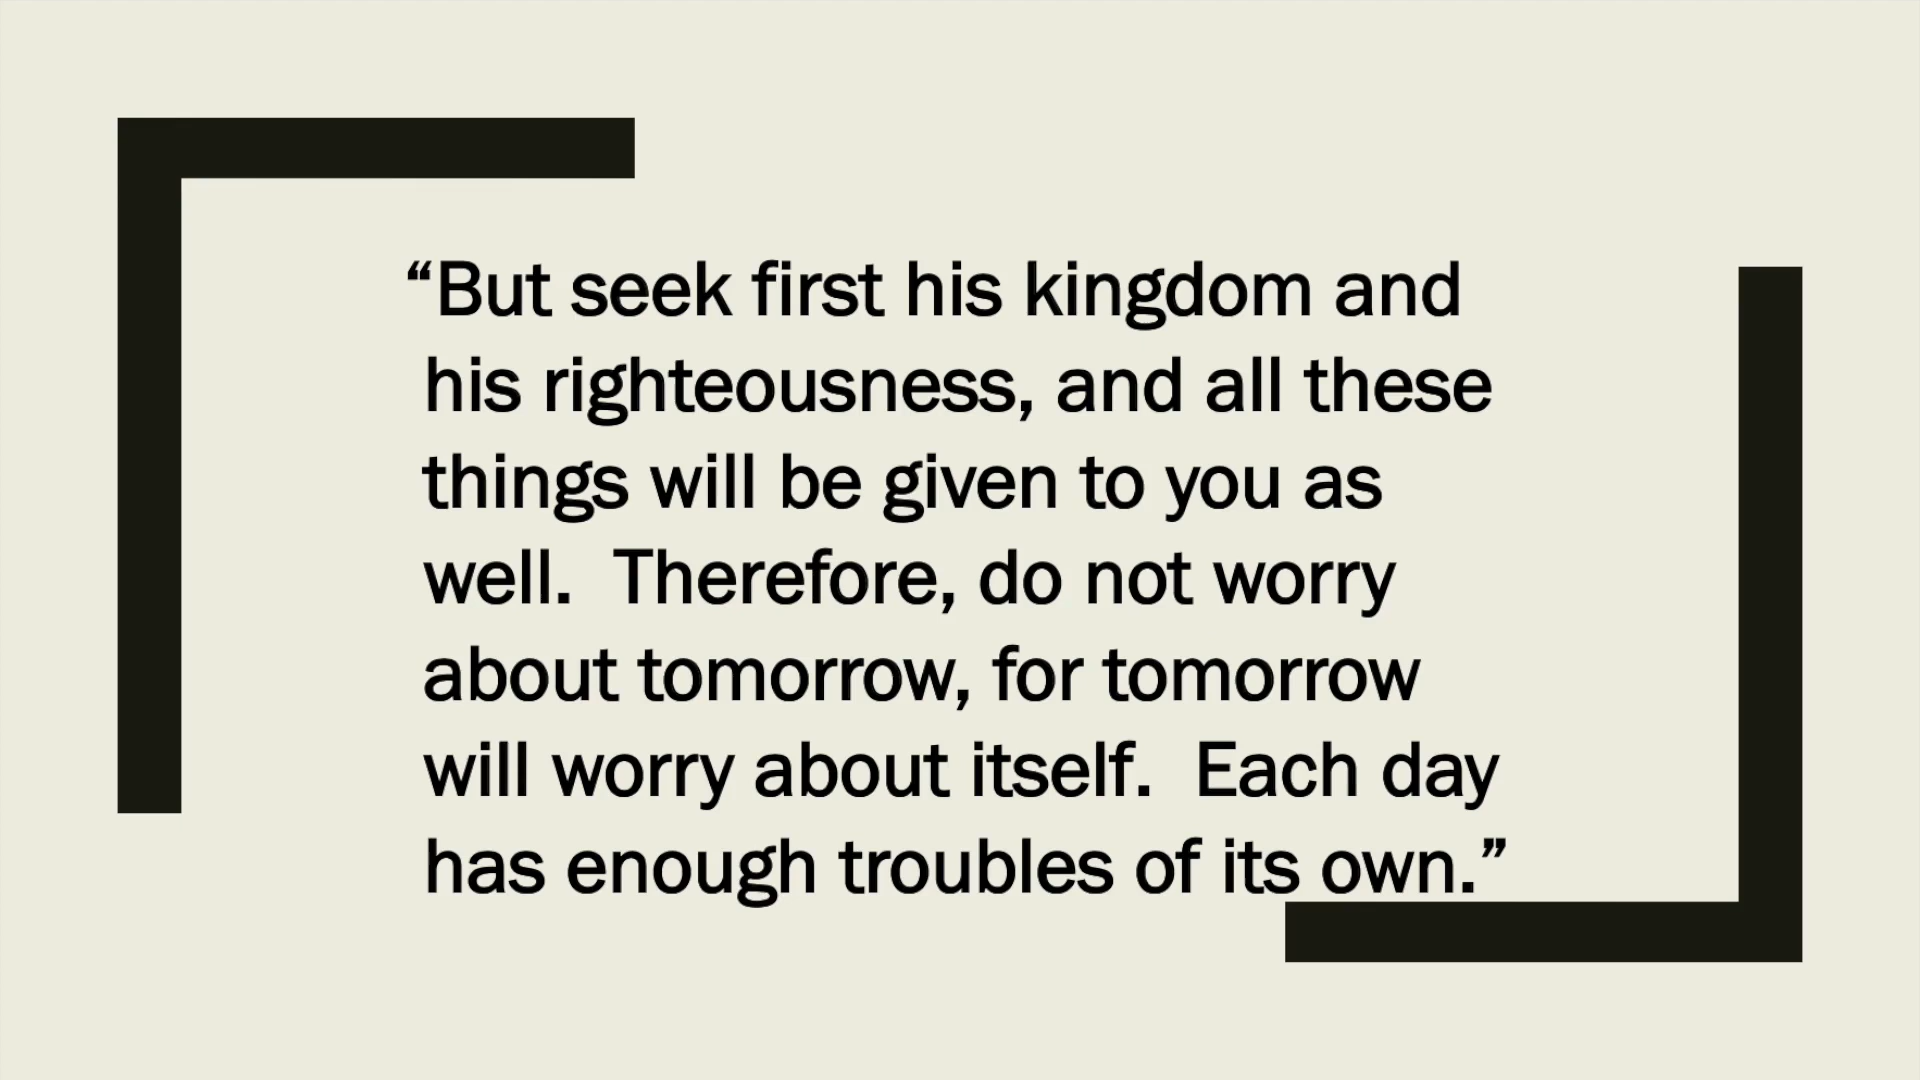 “But seek first his kingdom and
his righteousness, and all these
things will be given to you as
well.  Therefore, do not worry
about tomorrow, for tomorrow
will worry about itself.  Each day
has enough troubles of its own.”